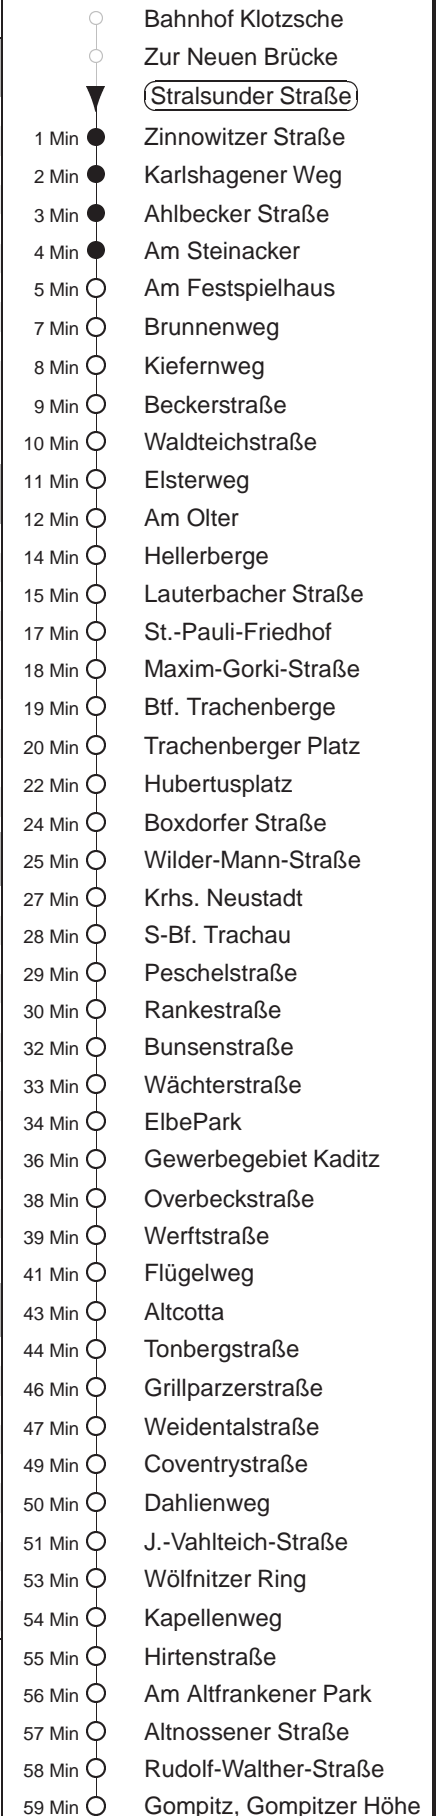 Bahnhof Klotzsche
Zur Neuen Brücke
Stralsunder Straße
1 Min Zinnowitzer Straße
2 Min Karlshagener Weg
3 Min Ahlbecker Straße
4 Min Am Steinacker
5 Min Am Festspielhaus
7 Min Brunnenweg
8 Min Kiefernweg
9 Min Beckerstraße
10 Min Waldteichstraße
11 Min Elsterweg
12 Min Am Olter
14 Min Hellerberge
15 Min Lauterbacher Straße
17 Min St.-Pauli-Friedhof
18 Min Maxim-Gorki-Straße
19 Min Btf. Trachenberge
20 Min Trachenberger Platz
22 Min Hubertusplatz
24 Min Boxdorfer Straße
25 Min Wilder-Mann-Straße
27 Min Krhs. Neustadt
28 Min S-Bf. Trachau
29 Min Peschelstraße
30 Min Rankestraße
32 Min Bunsenstraße
33 Min Wächterstraße
34 Min ElbePark
36 Min Gewerbegebiet Kaditz
38 Min Overbeckstraße
39 Min Werftstraße
41 Min Flügelweg
43 Min Altcotta
44 Min Tonbergstraße
46 Min Grillparzerstraße
47 Min Weidentalstraße
49 Min Coventrystraße
50 Min Dahlienweg
51 Min J.-Vahlteich-Straße
53 Min Wölfnitzer Ring
54 Min Kapellenweg
55 Min Hirtenstraße
56 Min Am Altfrankener Park
57 Min Altnossener Straße
58 Min Rudolf-Walther-Straße
59 Min Gompitz, Gompitzer Höhe